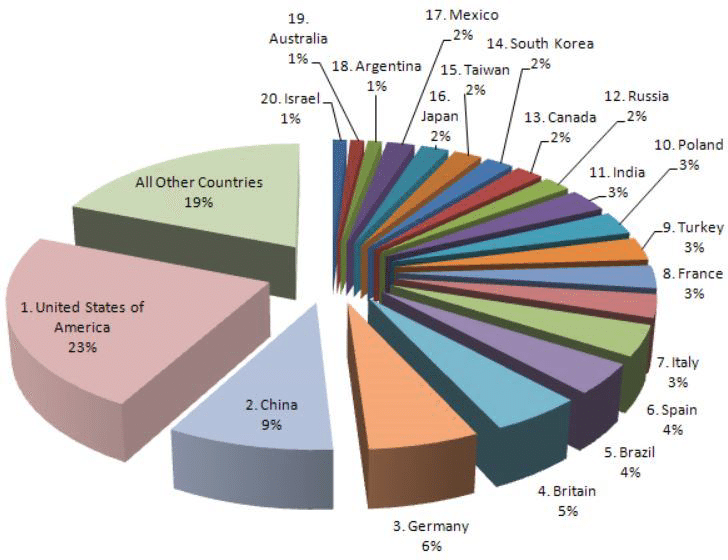 19.
Australia
1%
17. Mexico
2%
14. South Korea
2%
18. Argentina
1%
15. Taiwan
2%
20. Israel
1%
16.
Japan
2%
13. Canada
2%
12. Russia
2%
10. Poland
3%
11. India
3%
9. Turkey
3%
8. France
3%
7. Italy
3%
6. Spain
4%
5. Brazil
4%
4. Britain
5%
3. Germany
6%
2. China
9%
1. United States of
America
23%
All Other Countries
19%